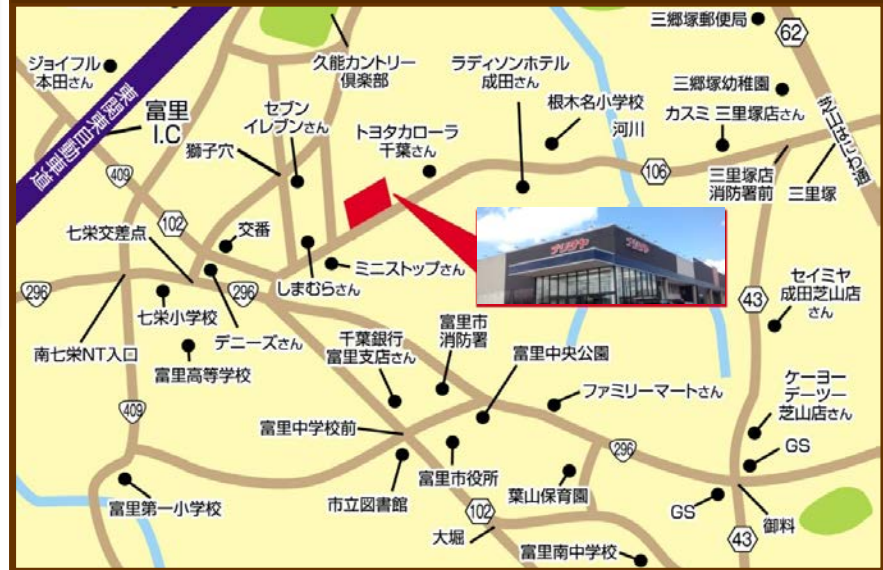 三郷塚郵便局
62
ジョイフル
本田さん
久能カントリー
倶楽部
ラディソンホテル
成田さん
三郷塚幼稚園
富里
I.C
セブン
イレブンさん
根木名小学校
カスミ 三里塚店さん
芝山はにわ道
東関東自動車道
獅子穴
トヨタカローラ
千葉さん
河川
409
106
三里塚店
消防署前
三里塚
102
七栄交差点
交番
ナリタヤ
ナリタヤ
ミニストップさん
しまむらさん
セイミヤ
成田芝山店
さん
296
296
43
七栄小学校
デニーズさん
南七栄NT入口
富里高等学校
千葉銀行
富里支店さん
富里市
消防署
富里中央公園
ファミリーマートさん
ケーヨー
デーツー
芝山店さん
409
富里中学校前
296
GS
富里第一小学校
市立図書館
富里市役所
葉山保育園
GS
御料
102
大堀
43
富里南中学校